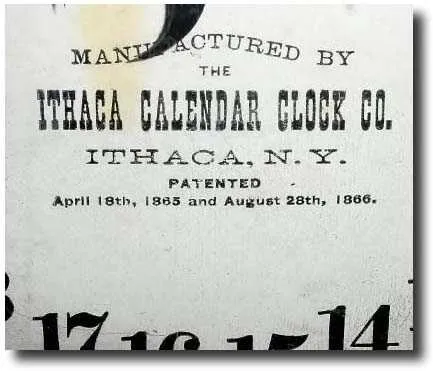 MANUFACTURED BY
THE
ITHACA CALENDAR CLOCK CO.
ITHACA, N. Y.
PATENTED
April 18th, 1865 and August 28th, 1866.
17 16 15 14